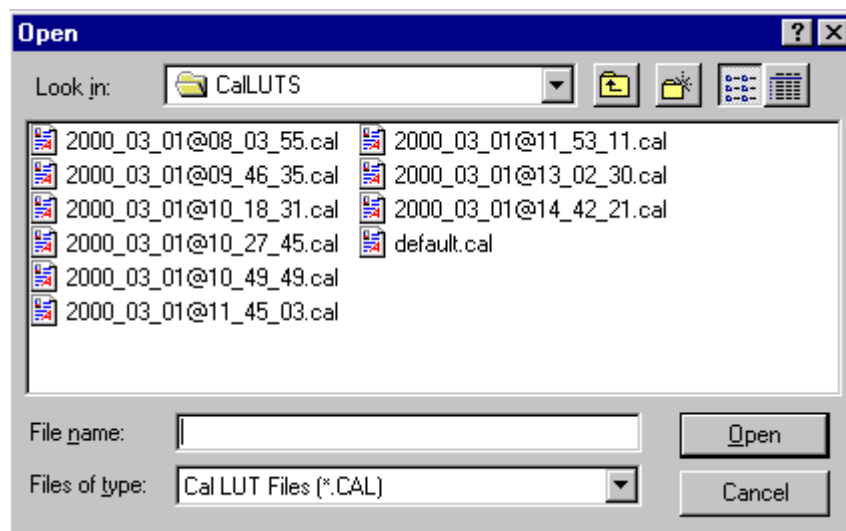 Open
Look in: CalLUTS
2000_03_01@08_03_55.cal
2000_03_01@09_46_35.cal
2000_03_01@10_18_31.cal
2000_03_01@10_27_45.cal
2000_03_01@10_49_49.cal
2000_03_01@11_45_03.cal
2000_03_01@11_53_11.cal
2000_03_01@13_02_30.cal
2000_03_01@14_42_21.cal
default.cal
File name:
Open
Files of type: Cal LUT Files (*.CAL)
Cancel